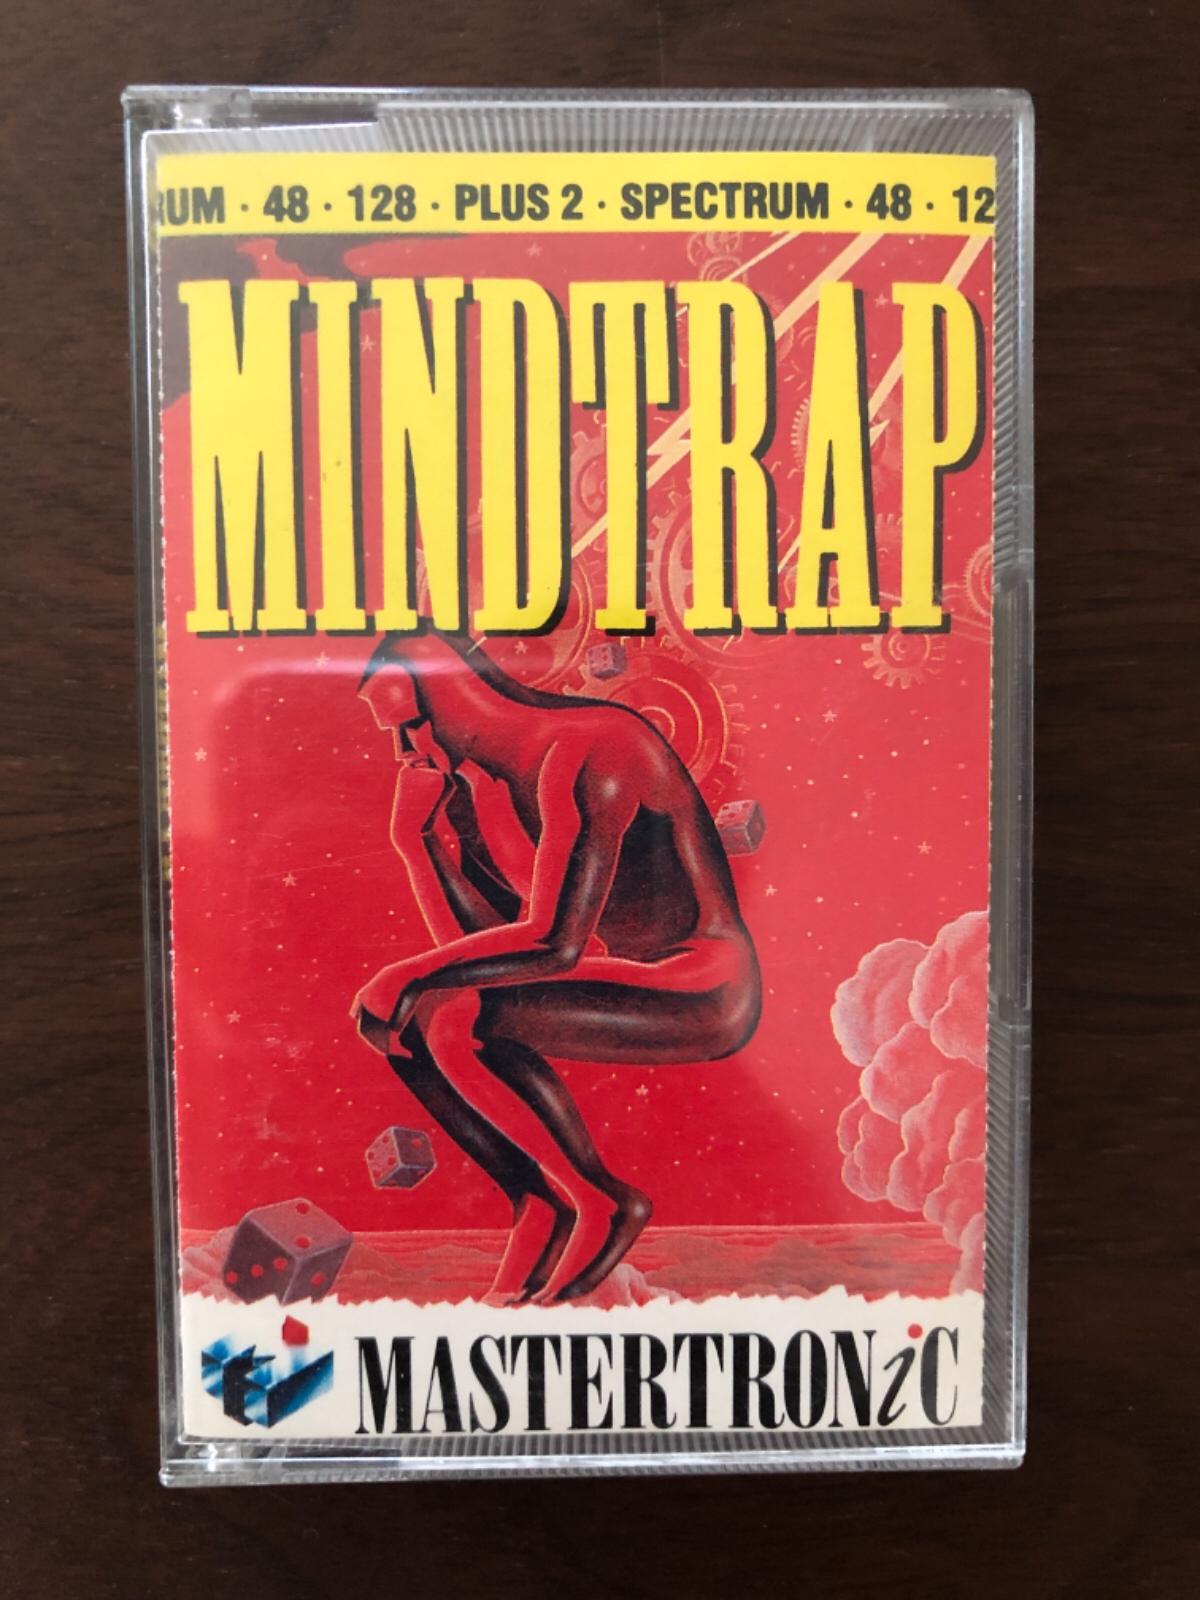 RUM · 48 · 128 · PLUS 2 · SPECTRUM · 48 · 12
MINDTRAP
MASTERTRONiC